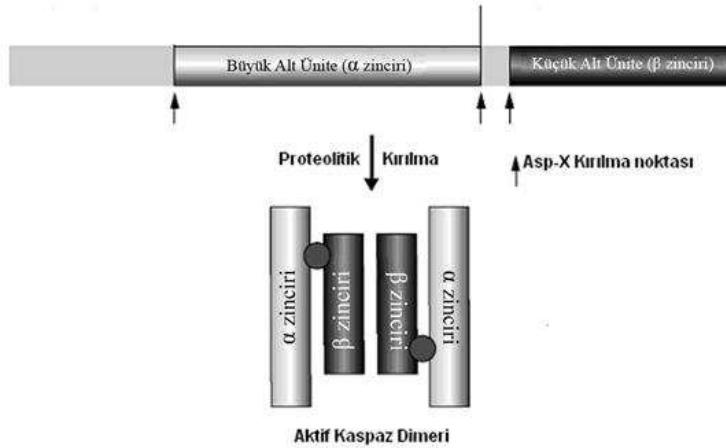 Büyük Alt Ünite (α zinciri)
Küçük Alt Ünite (β zinciri)
Proteolitik Kırılma
Asp-X Kırılma noktası
α zinciri
β zinciri
β zinciri
α zinciri
Aktif Kaspaz Dimeri